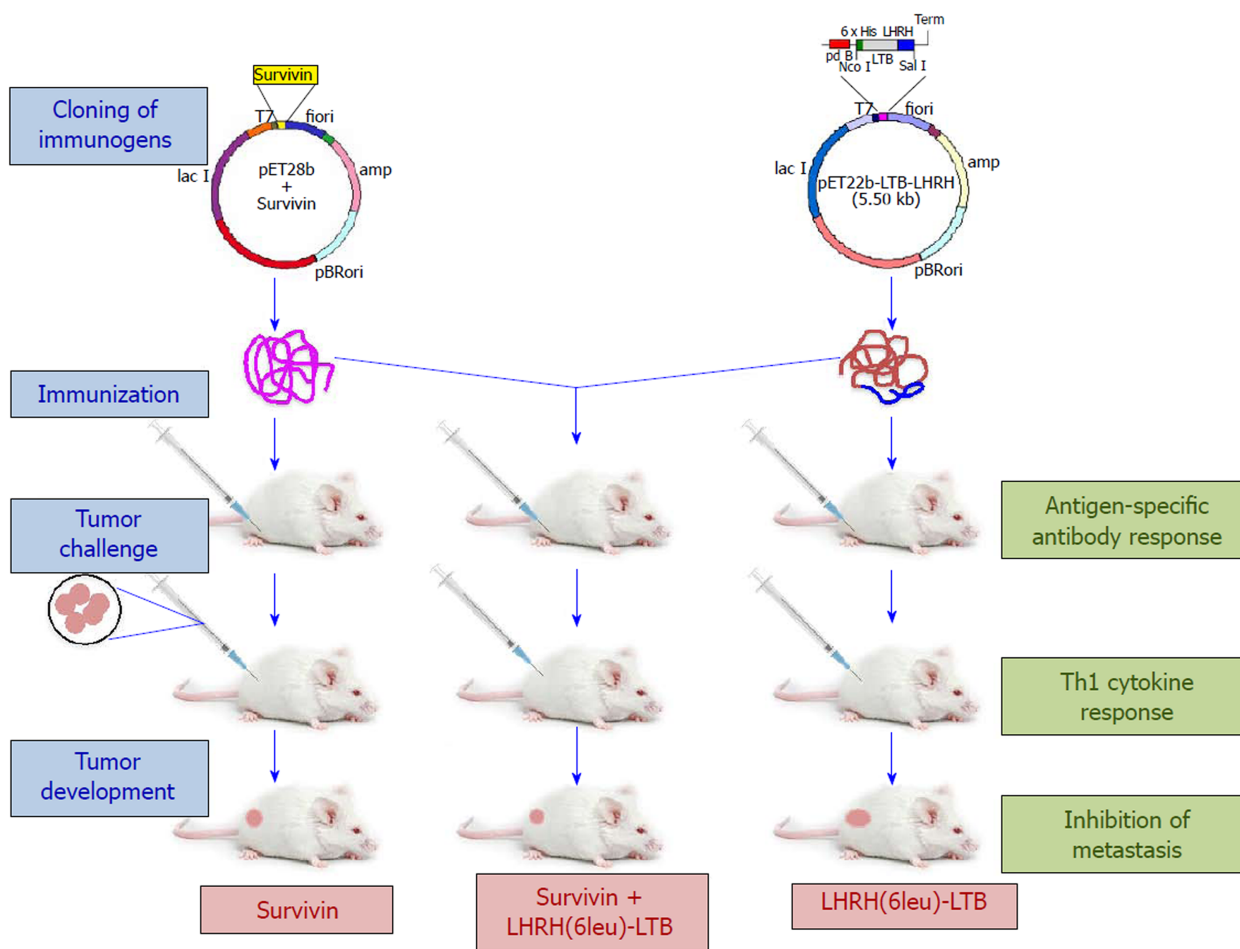 Survivin
T7
fiori
lac I
amp
pET28b
+
Survivin
pBRori
Term
6 x His LHRH
pd B
LTB
Nco I
Sal I
T7
fiori
lac I
amp
pET22b-LTB-LHRH
(5.50 kb)
pBRori
Cloning of
immunogens
Immunization
Tumor
challenge
Antigen-specific
antibody response
Th1 cytokine
response
Tumor
development
Inhibition of
metastasis
Survivin
Survivin +
LHRH(6leu)-LTB
LHRH(6leu)-LTB